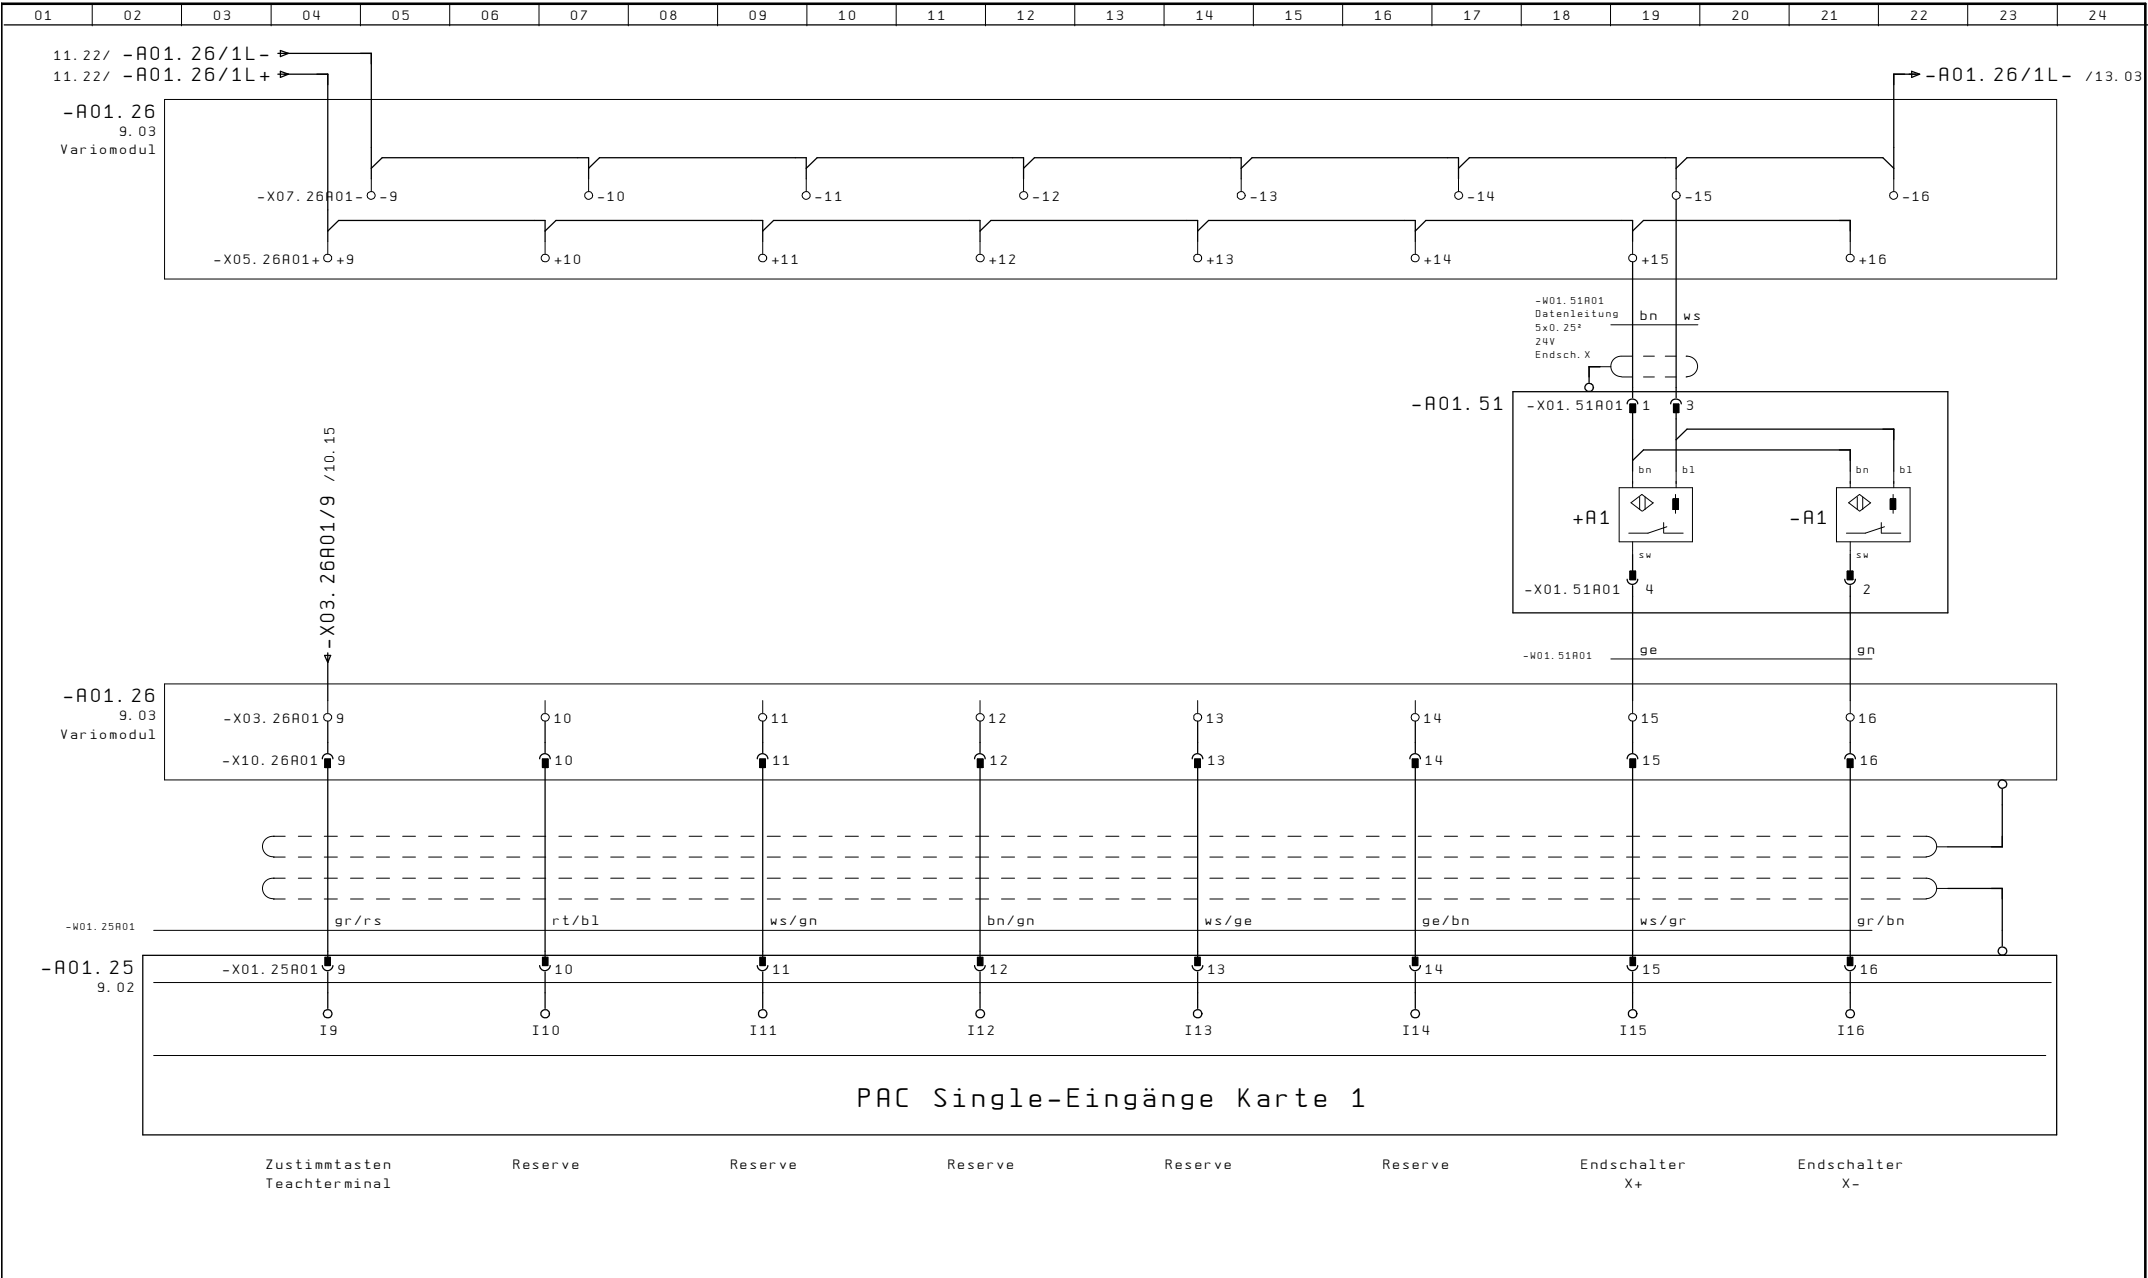 01 02 03 04 05 06 07 08 09 10 11 12 13 14 15 16 17 18 19 20 21 22 23 24
11.22/ -A01.26/1L-
11.22/ -A01.26/1L+
-A01.26/1L- /13.03
-A01.26
9.03
Variomodul
-X07.26A01- -9 -10 -11 -12 -13 -14 -15 -16
-X05.26A01+ +9 +10 +11 +12 +13 +14 +15 +16
-W01.51A01
Datenleitung
5x0.25²
24V
Endsch.X
bn ws
-A01.51
-X01.51A01 1 3
bn bl bn bl
+A1 -A1
sw sw
-X01.51A01 4 2
-W01.51A01 ge gn
-X03.26A01/9 /10.15
-A01.26
9.03
Variomodul
-X03.26A01 9 10 11 12 13 14 15 16
-X10.26A01 9 10 11 12 13 14 15 16
-W01.25A01 gr/rs rt/bl ws/gn bn/gn ws/ge ge/bn ws/gr gr/bn
-A01.25
9.02
-X01.25A01 9 10 11 12 13 14 15 16
I9 I10 I11 I12 I13 I14 I15 I16
PAC Single-Eingänge Karte 1
Zustimmtasten Reserve Reserve Reserve Reserve Reserve Endschalter Endschalter
Teachterminal X+ X-